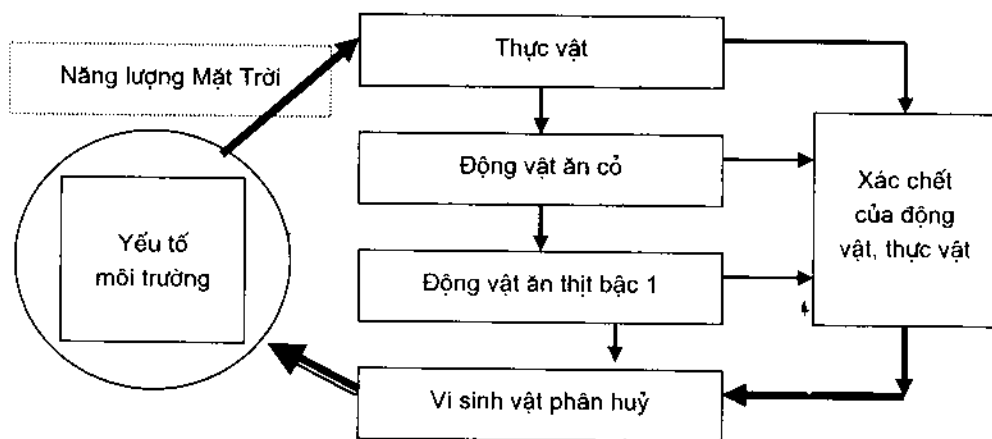 Thực vật
Năng lượng Mặt Trời
Động vật ăn cỏ
Xác chết
của động
vật, thực vật
Yếu tố
môi trường
Động vật ăn thịt bậc 1
Vi sinh vật phân huỷ